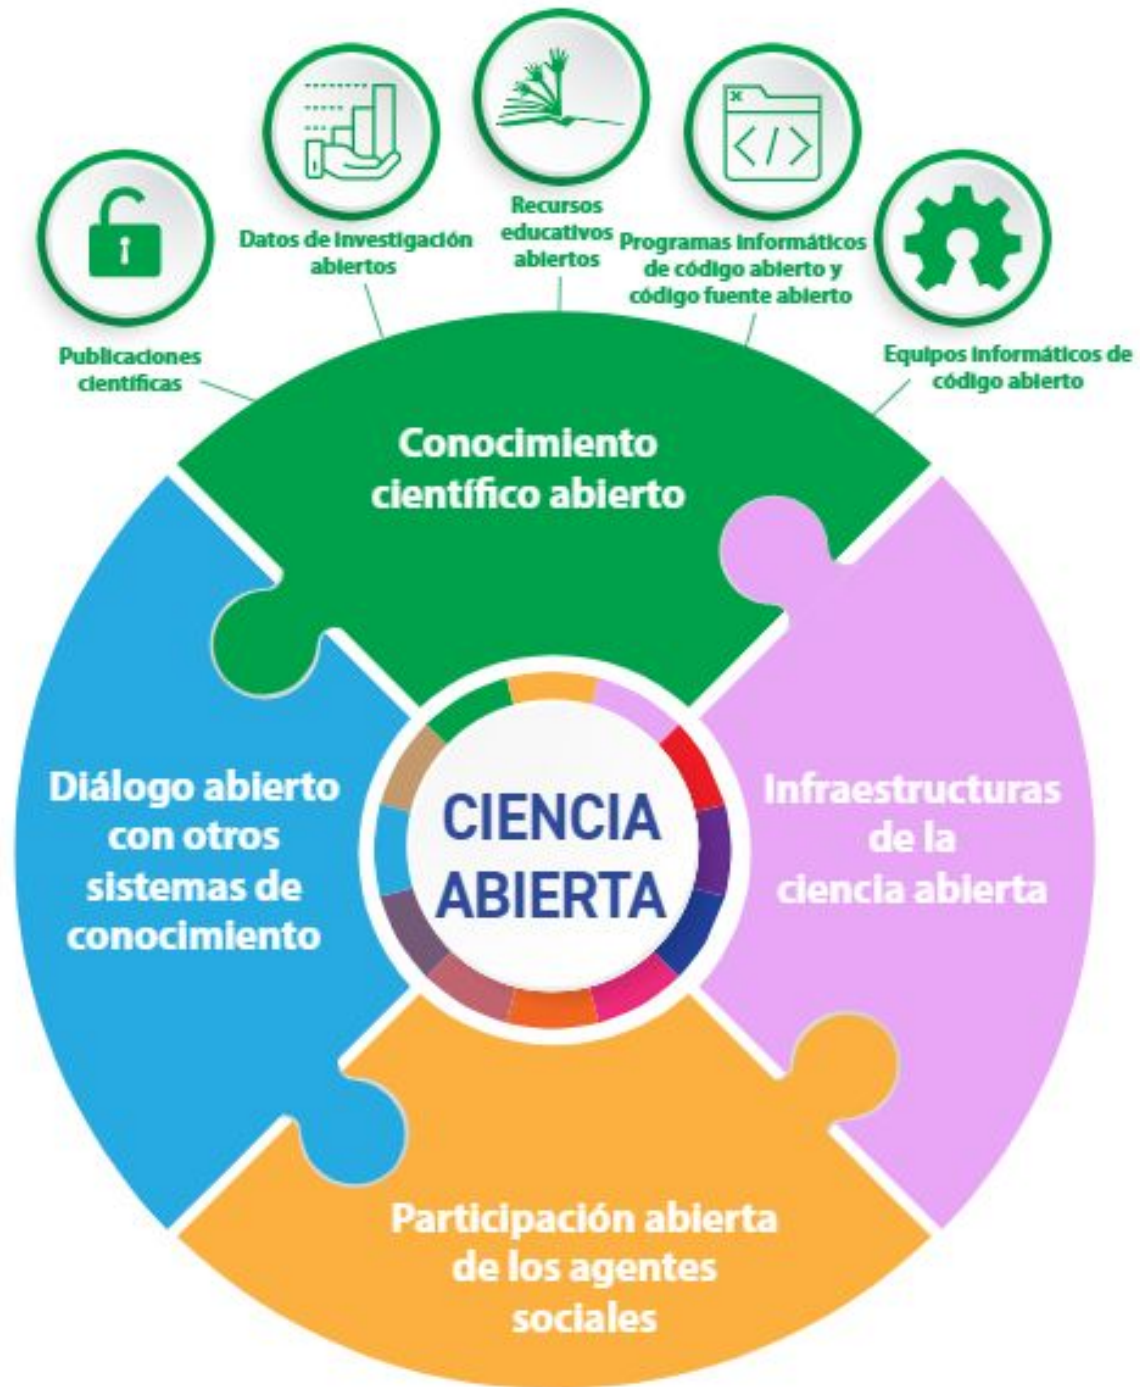 Publicaciones
científicas
Datos de investigación
abiertos
Recursos
educativos
abiertos
Programas informáticos
de código abierto y
código fuente abierto
Equipos informáticos de
código abierto
Conocimiento
científico abierto
Diálogo abierto
con otros
sistemas de
conocimiento
CIENCIA
ABIERTA
Infraestructuras
de la
ciencia abierta
Participación abierta
de los agentes
sociales